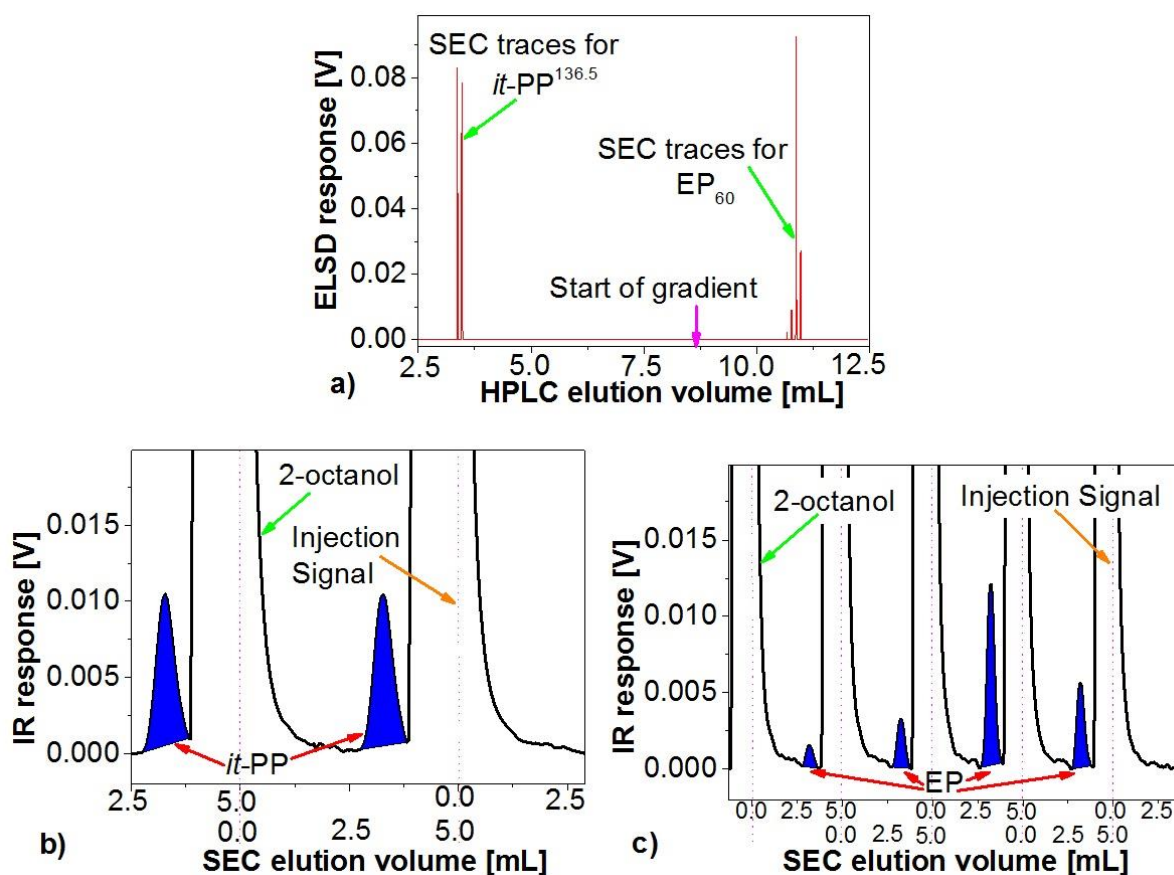 SEC traces for
it-PP136.5
SEC traces for
EP60
Start of gradient
ELSD response [V]
0.08
0.06
0.04
0.02
0.00
2.5 5.0 7.5 10.0 12.5
HPLC elution volume [mL]
a)
2-octanol
Injection
Signal
IR response [V]
0.015
0.010
0.005
0.000
it-PP
2.5 5.0 0.0
0.0 2.5 5.0
SEC elution volume [mL]
b)
2-octanol
Injection Signal
IR response [V]
0.015
0.010
0.005
0.000
EP
0.0 2.5 5.0 0.0 2.5 5.0 0.0
0.0 2.5 5.0 0.0 2.5 5.0
SEC elution volume [mL]
c)